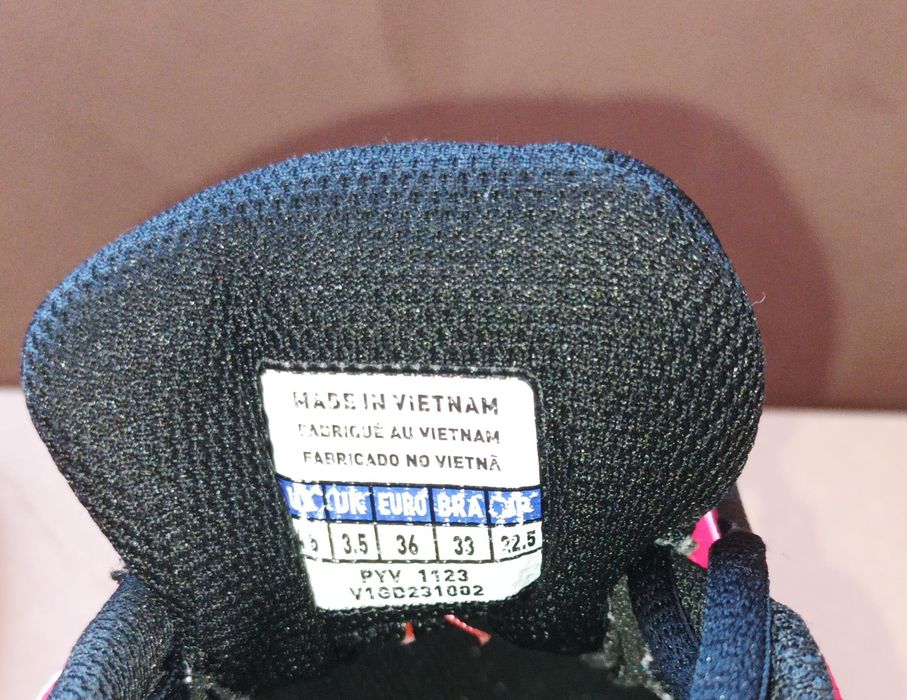 MADE IN VIETNAM
FABRIQUÉ AU VIETNAM
FABRICADO NO VIETNÃ
UK EURO BRA
3.5 36 33 22.5
PYV 1123
V1GD231002